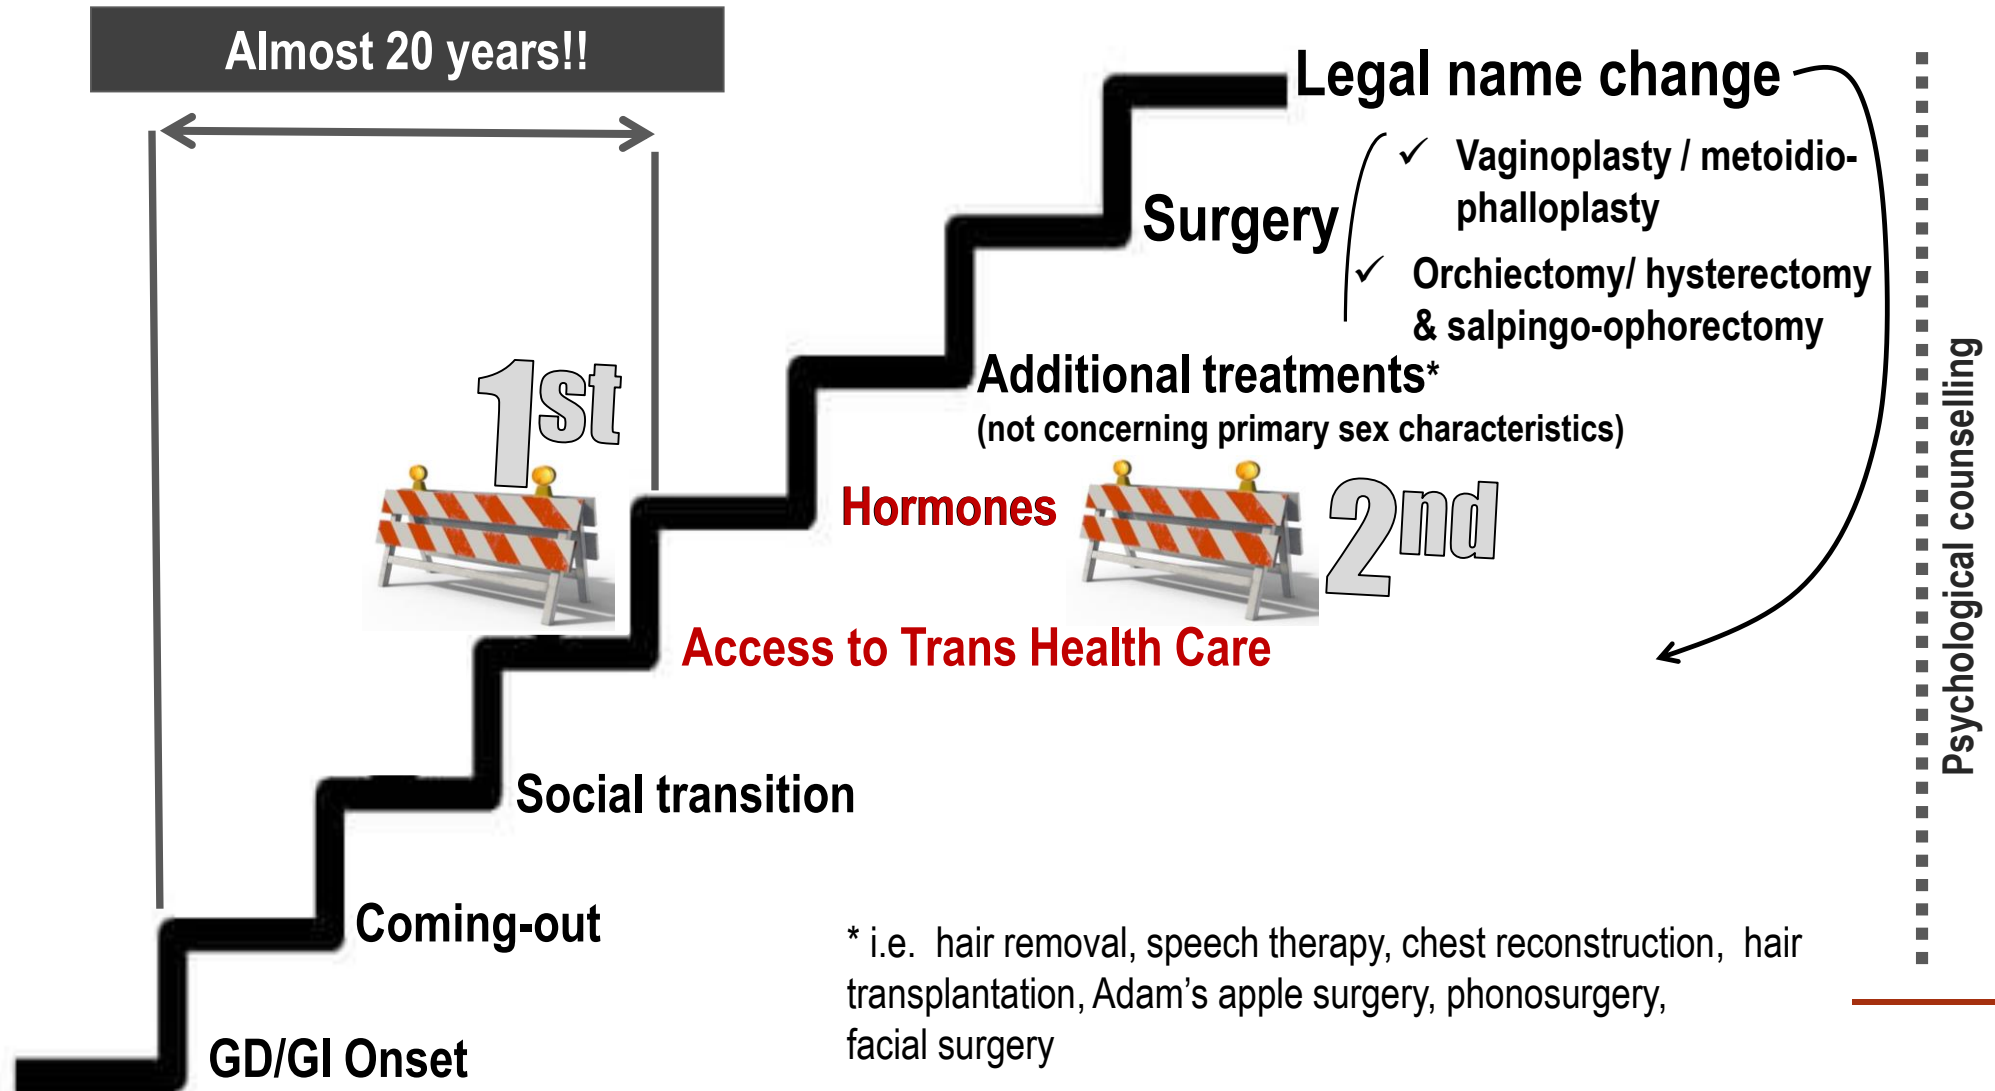 Almost 20 years!!
Legal name change
✓ Vaginoplasty / metoidio-
phalloplasty
Surgery
✓ Orchiectomy/ hysterectomy
& salpingo-ophorectomy
1st
Additional treatments*
(not concerning primary sex characteristics)
Hormones
2nd
Access to Trans Health Care
Social transition
Coming-out
GD/GI Onset
* i.e. hair removal, speech therapy, chest reconstruction, hair
transplantation, Adam's apple surgery, phonosurgery,
facial surgery
Psychological counselling